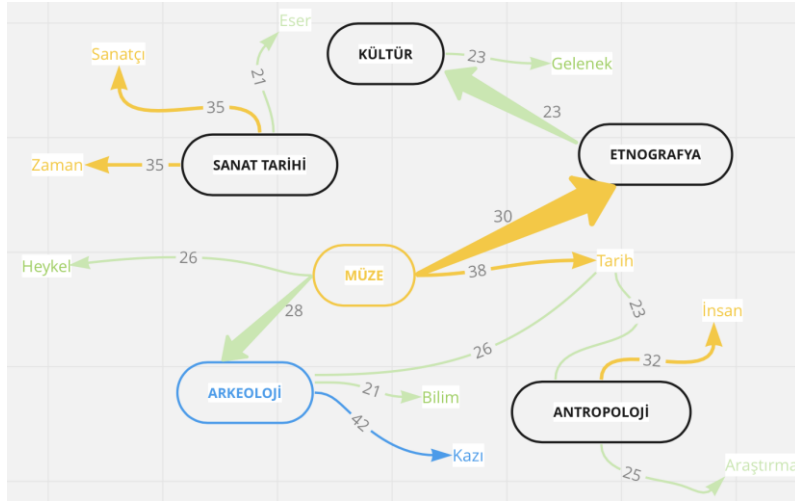 Eser
Sanatçı
KÜLTÜR
23
Gelenek
21
35
23
Zaman
35
SANAT TARİHİ
ETNOGRAFYA
30
Heykel
26
MÜZE
38
Tarih
28
23
İnsan
26
32
ARKEOLOJİ
21
Bilim
ANTROPOLOJİ
42
Kazı
25
Araştırma